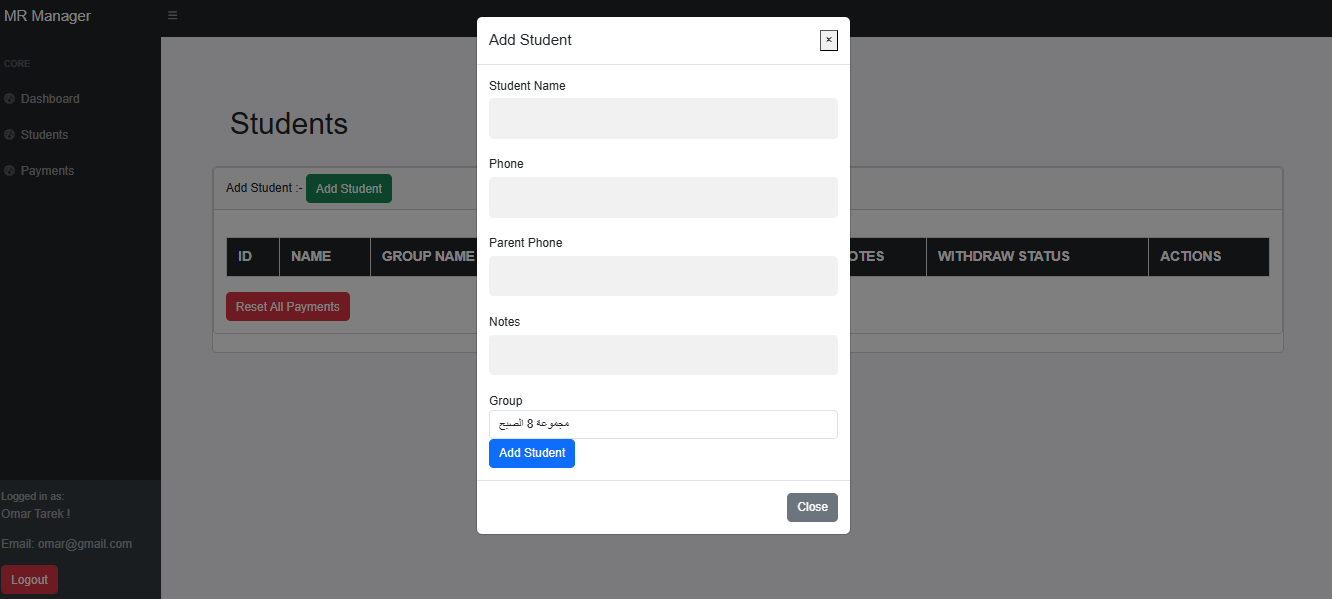 MR Manager
☰
CORE
Dashboard
Students
Payments
Logged in as:
Omar Tarek !
Email: omar@gmail.com
Logout
Students
Add Student :- Add Student
ID NAME GROUP NAME WITHDRAW STATUS ACTIONS
Reset All Payments
Add Student
×
Student Name
Phone
Parent Phone
Notes
Group
مجموعة 8 الصبح
Add Student
Close